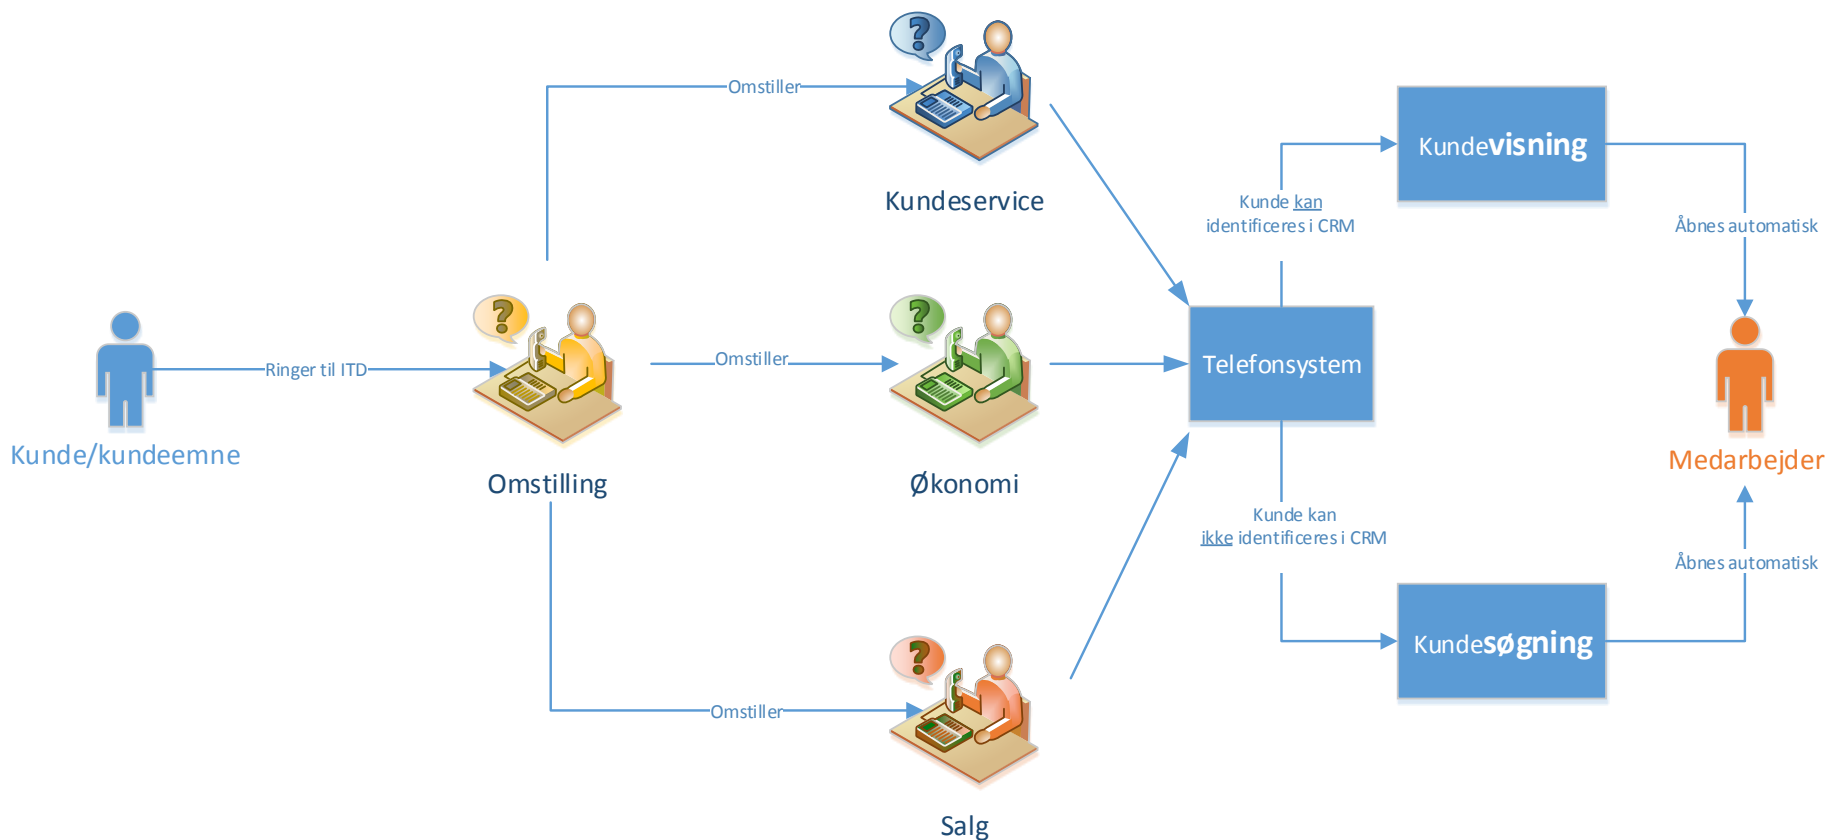 Kunde/kundeemne
Ringer til ITD
Omstilling
Omstiller
Kundeservice
Omstiller
Økonomi
Omstiller
Salg
Telefonsystem
Kunde kan
identificeres i CRM
Kundevisning
Åbnes automatisk
Kunde kan
ikke identificeres i CRM
Kundesøgning
Åbnes automatisk
Medarbejder